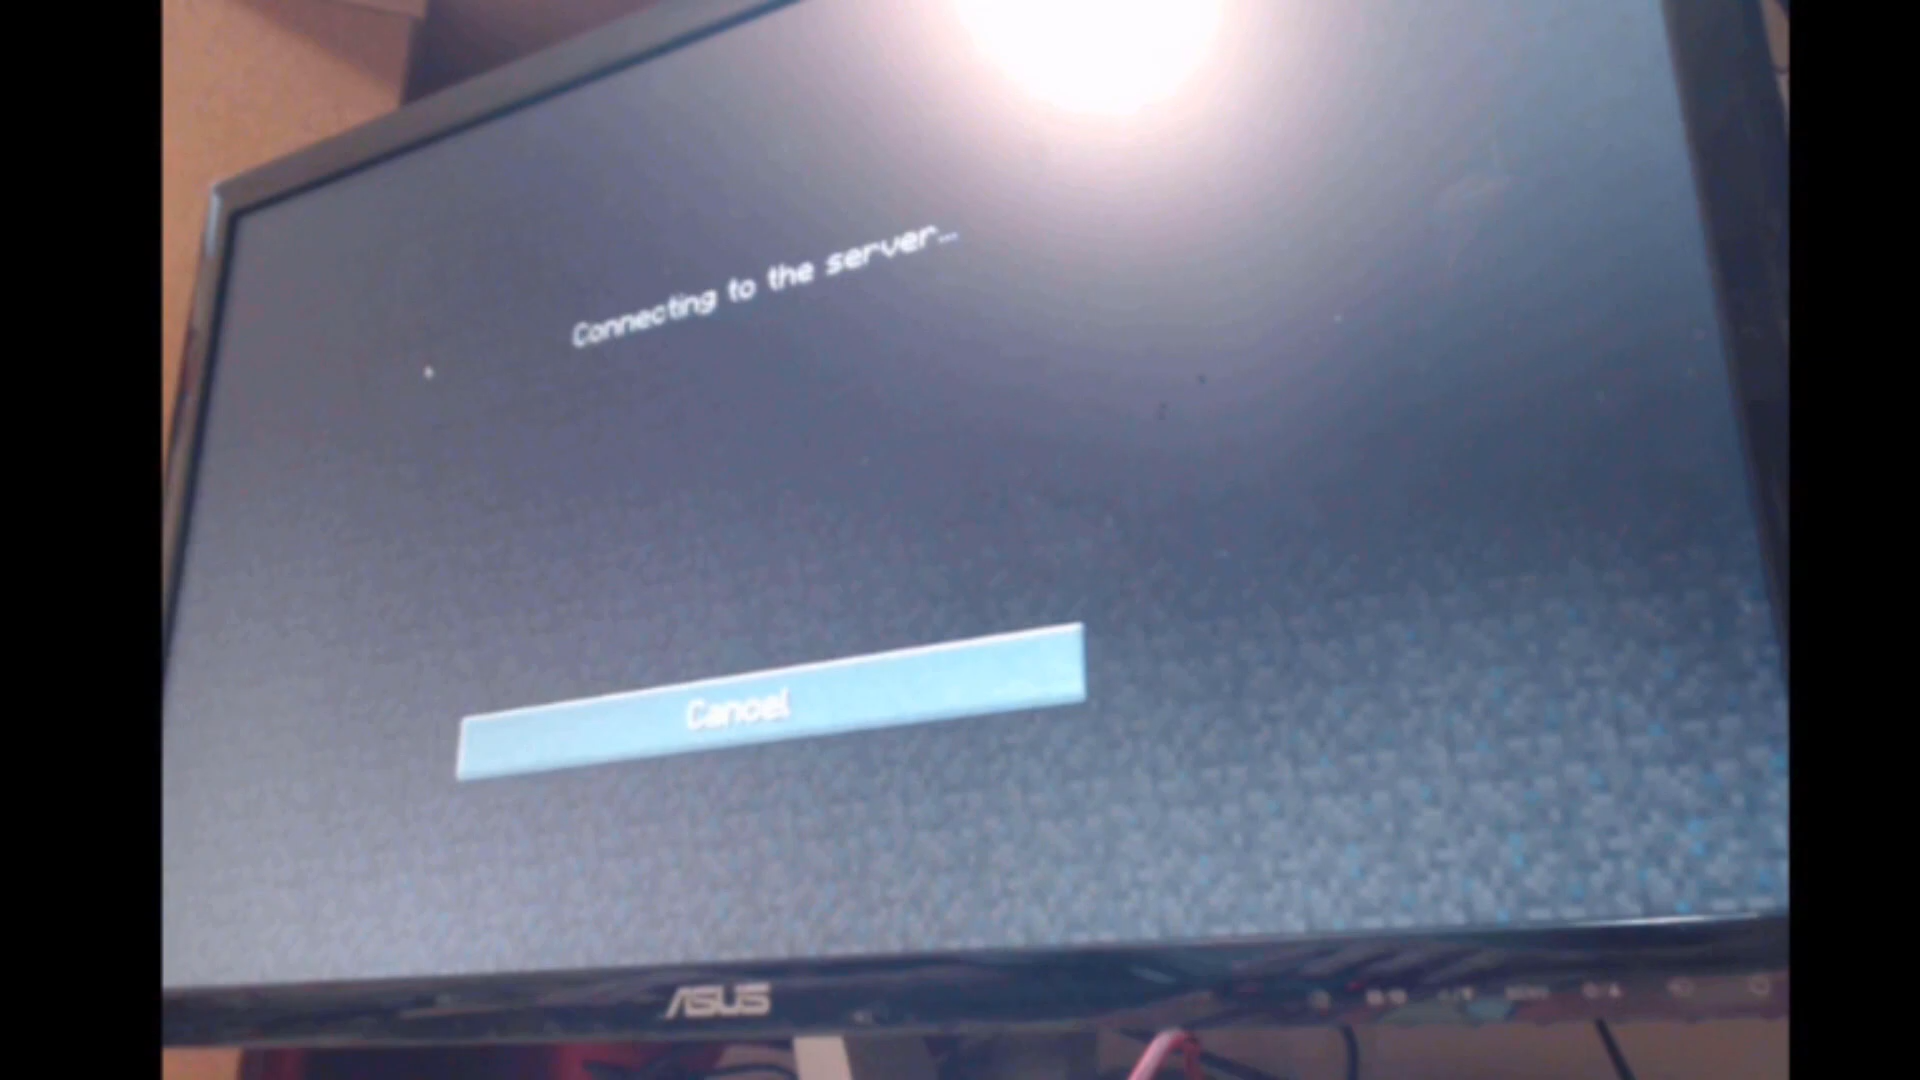 Connecting to the server...
Cancel
ASUS